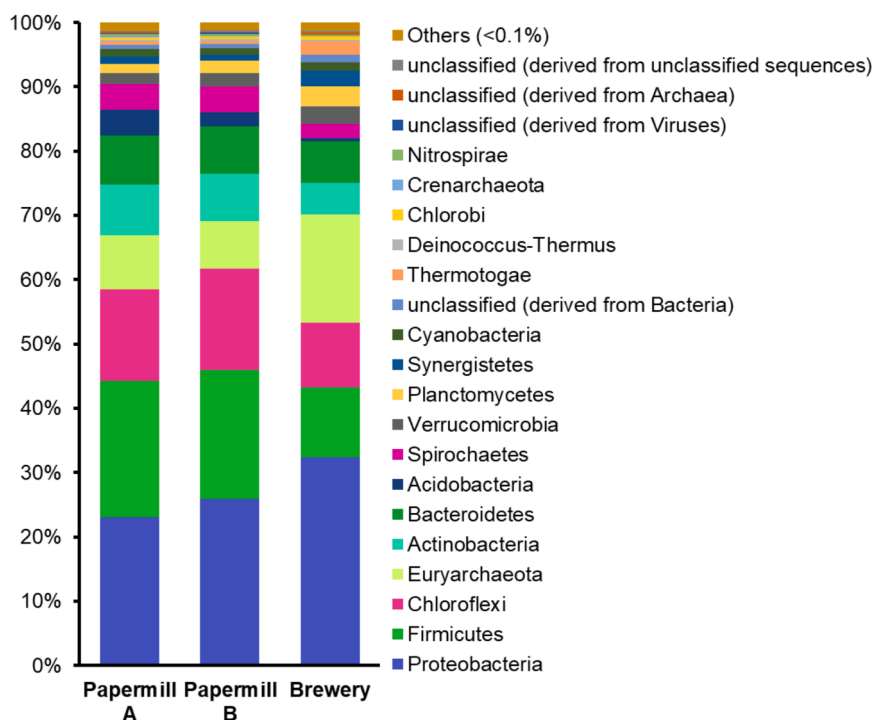 100%
90%
80%
70%
60%
50%
40%
30%
20%
10%
0%
Papermill A
Papermill B
Brewery
Others (<0.1%)
unclassified (derived from unclassified sequences)
unclassified (derived from Archaea)
unclassified (derived from Viruses)
Nitrospirae
Crenarchaeota
Chlorobi
Deinococcus-Thermus
Thermotogae
unclassified (derived from Bacteria)
Cyanobacteria
Synergistetes
Planctomycetes
Verrucomicrobia
Spirochaetes
Acidobacteria
Bacteroidetes
Actinobacteria
Euryarchaeota
Chloroflexi
Firmicutes
Proteobacteria